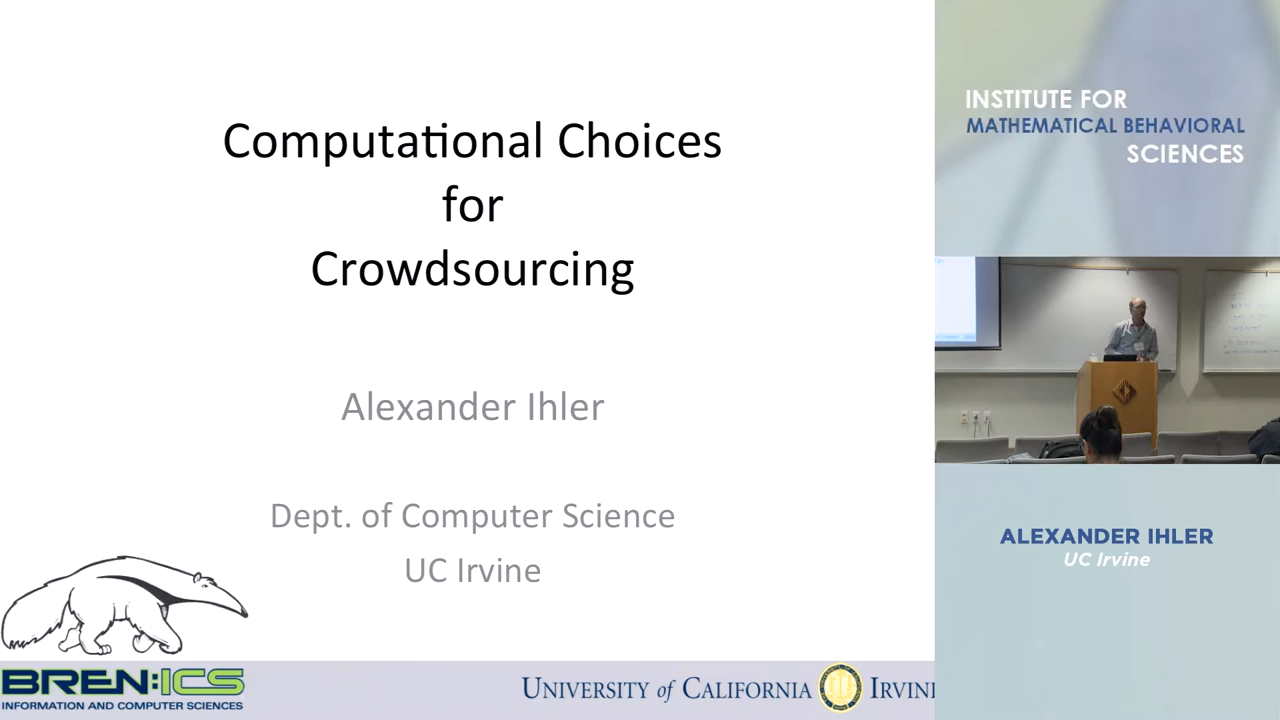 Computational Choices
for
Crowdsourcing
Alexander Ihler
Dept. of Computer Science
UC Irvine
BREN:ICS
INFORMATION AND COMPUTER SCIENCES
UNIVERSITY of CALIFORNIA IRVINE
INSTITUTE FOR
MATHEMATICAL BEHAVIORAL
SCIENCES
ALEXANDER IHLER
UC Irvine